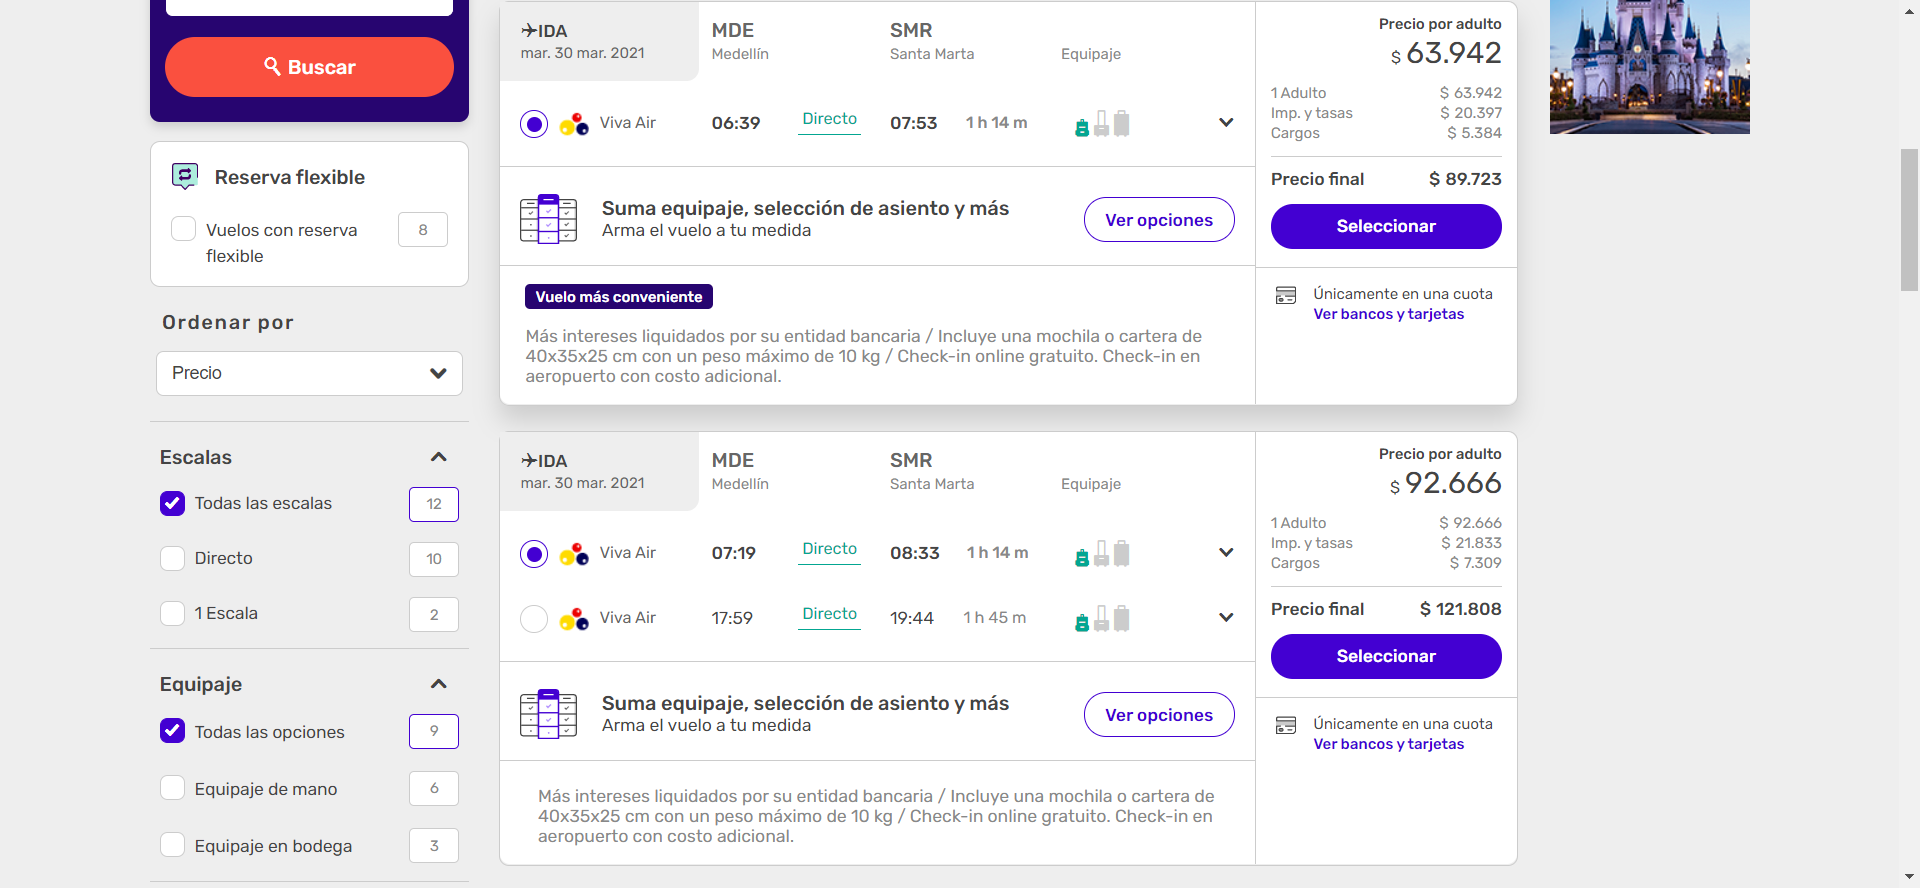 Buscar
Reserva flexible
Vuelos con reserva flexible
8
Ordenar por
Precio
Escalas
Todas las escalas
12
Directo
10
1 Escala
2
Equipaje
Todas las opciones
9
Equipaje de mano
6
Equipaje en bodega
3
IDA
mar. 30 mar. 2021
MDE
Medellín
SMR
Santa Marta
Equipaje
Viva Air
06:39
Directo
07:53
1 h 14 m
Suma equipaje, selección de asiento y más
Arma el vuelo a tu medida
Ver opciones
Vuelo más conveniente
Más intereses liquidados por su entidad bancaria / Incluye una mochila o cartera de
40x35x25 cm con un peso máximo de 10 kg / Check-in online gratuito. Check-in en
aeropuerto con costo adicional.
Precio por adulto
$ 63.942
1 Adulto $ 63.942
Imp. y tasas $ 20.397
Cargos $ 5.384
Precio final $ 89.723
Seleccionar
Únicamente en una cuota
Ver bancos y tarjetas
IDA
mar. 30 mar. 2021
MDE
Medellín
SMR
Santa Marta
Equipaje
Viva Air
07:19
Directo
08:33
1 h 14 m
Viva Air
17:59
Directo
19:44
1 h 45 m
Suma equipaje, selección de asiento y más
Arma el vuelo a tu medida
Ver opciones
Más intereses liquidados por su entidad bancaria / Incluye una mochila o cartera de
40x35x25 cm con un peso máximo de 10 kg / Check-in online gratuito. Check-in en
aeropuerto con costo adicional.
Precio por adulto
$ 92.666
1 Adulto $ 92.666
Imp. y tasas $ 21.833
Cargos $ 7.309
Precio final $ 121.808
Seleccionar
Únicamente en una cuota
Ver bancos y tarjetas